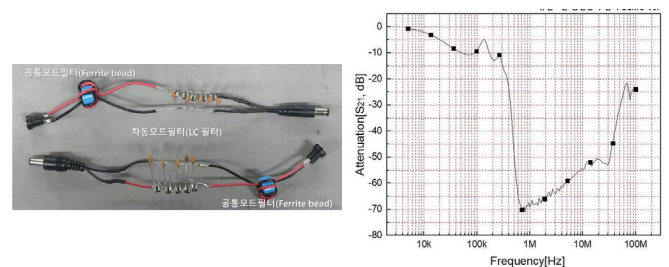 공통모드필터(Ferrite bead)
차동모드필터(LC 필터)
공통모드필터(Ferrite bead)
0
-10
-20
-30
-40
-50
-60
-70
-80
Attenuation[S21, dB]
10k 100k 1M 10M 100M
Frequency[Hz]